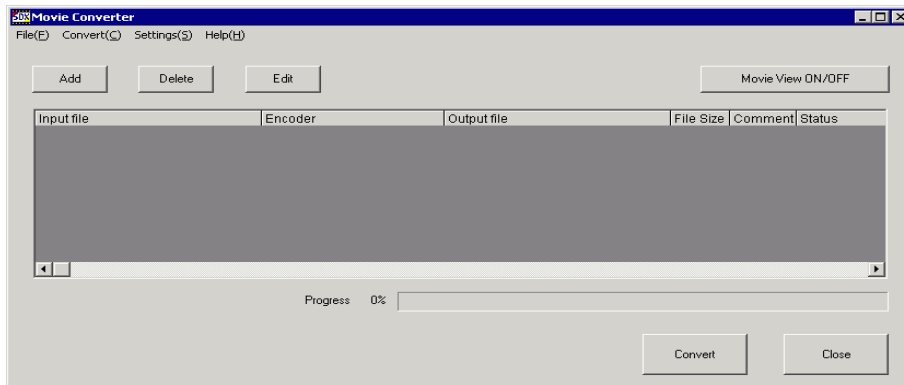 SDX Movie Converter
File(F) Convert(C) Settings(S) Help(H)
Add Delete Edit Movie View ON/OFF
Input file Encoder Output file File Size Comment Status
Progress 0%
Convert Close